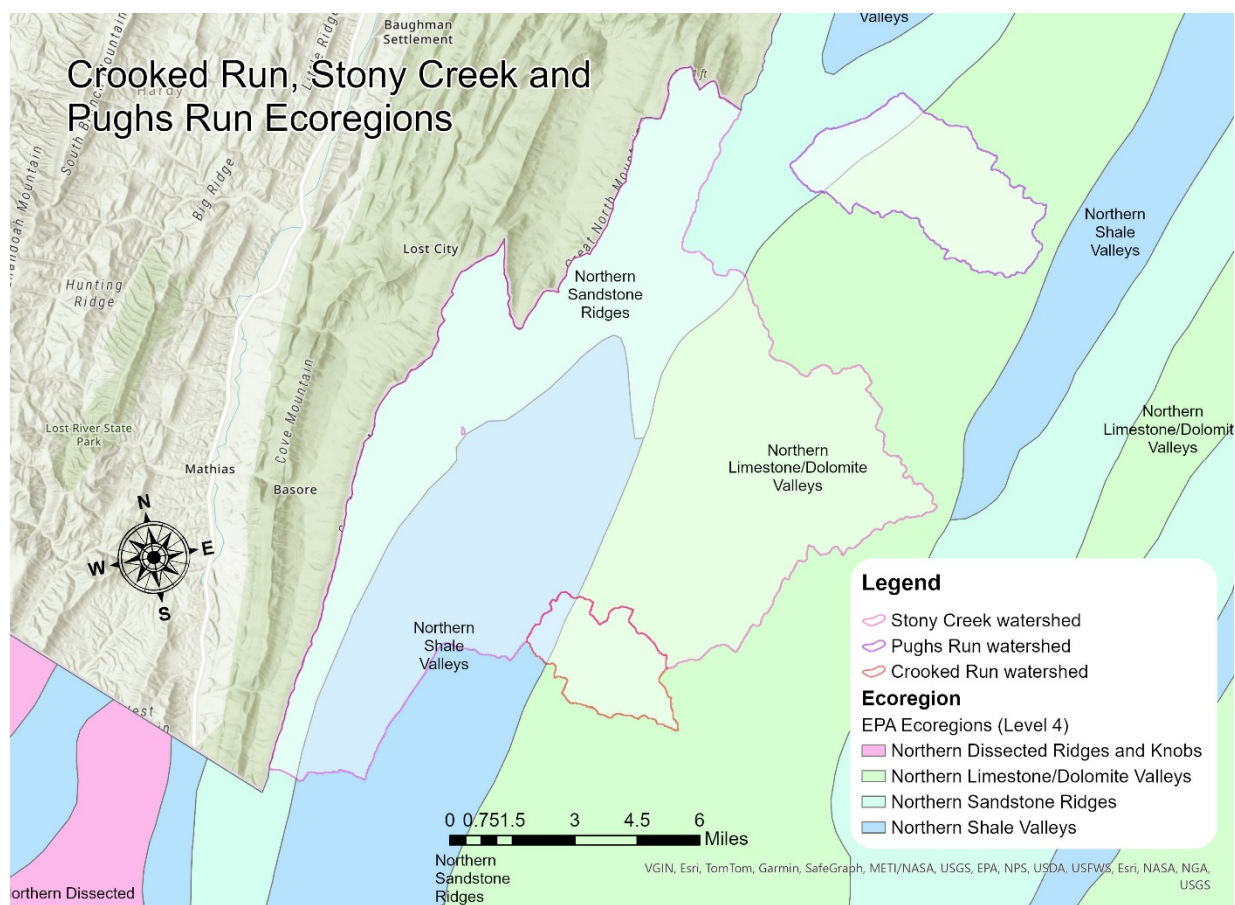 Baughman
Settlement
Valleys
Crooked Run, Stony Creek and
Pughs Run Ecoregions
Hardy
Big Ridge
Great North Mount
Lost City
Hunting
Ridge
Northern
Sandstone
Ridges
Northern
Shale
Valleys
Northern
Limestone/Dolomit
Valleys
Lost River State
Park
Cove Mountain
Mathias
Basore
Northern
Limestone/Dolomite
Valleys
N
W
E
S
Northern
Shale
Valleys
Legend
Stony Creek watershed
Pughs Run watershed
Crooked Run watershed
Ecoregion
EPA Ecoregions (Level 4)
Northern Dissected Ridges and Knobs
Northern Limestone/Dolomite Valleys
Northern Sandstone Ridges
Northern Shale Valleys
0 0.75 1.5 3 4.5 6
Miles
Northern
Sandstone
Ridges
orthern Dissected
VGIN, Esri, TomTom, Garmin, SafeGraph, METI/NASA, USGS, EPA, NPS, USDA, USFWS, Esri, NASA, NGA,
USGS